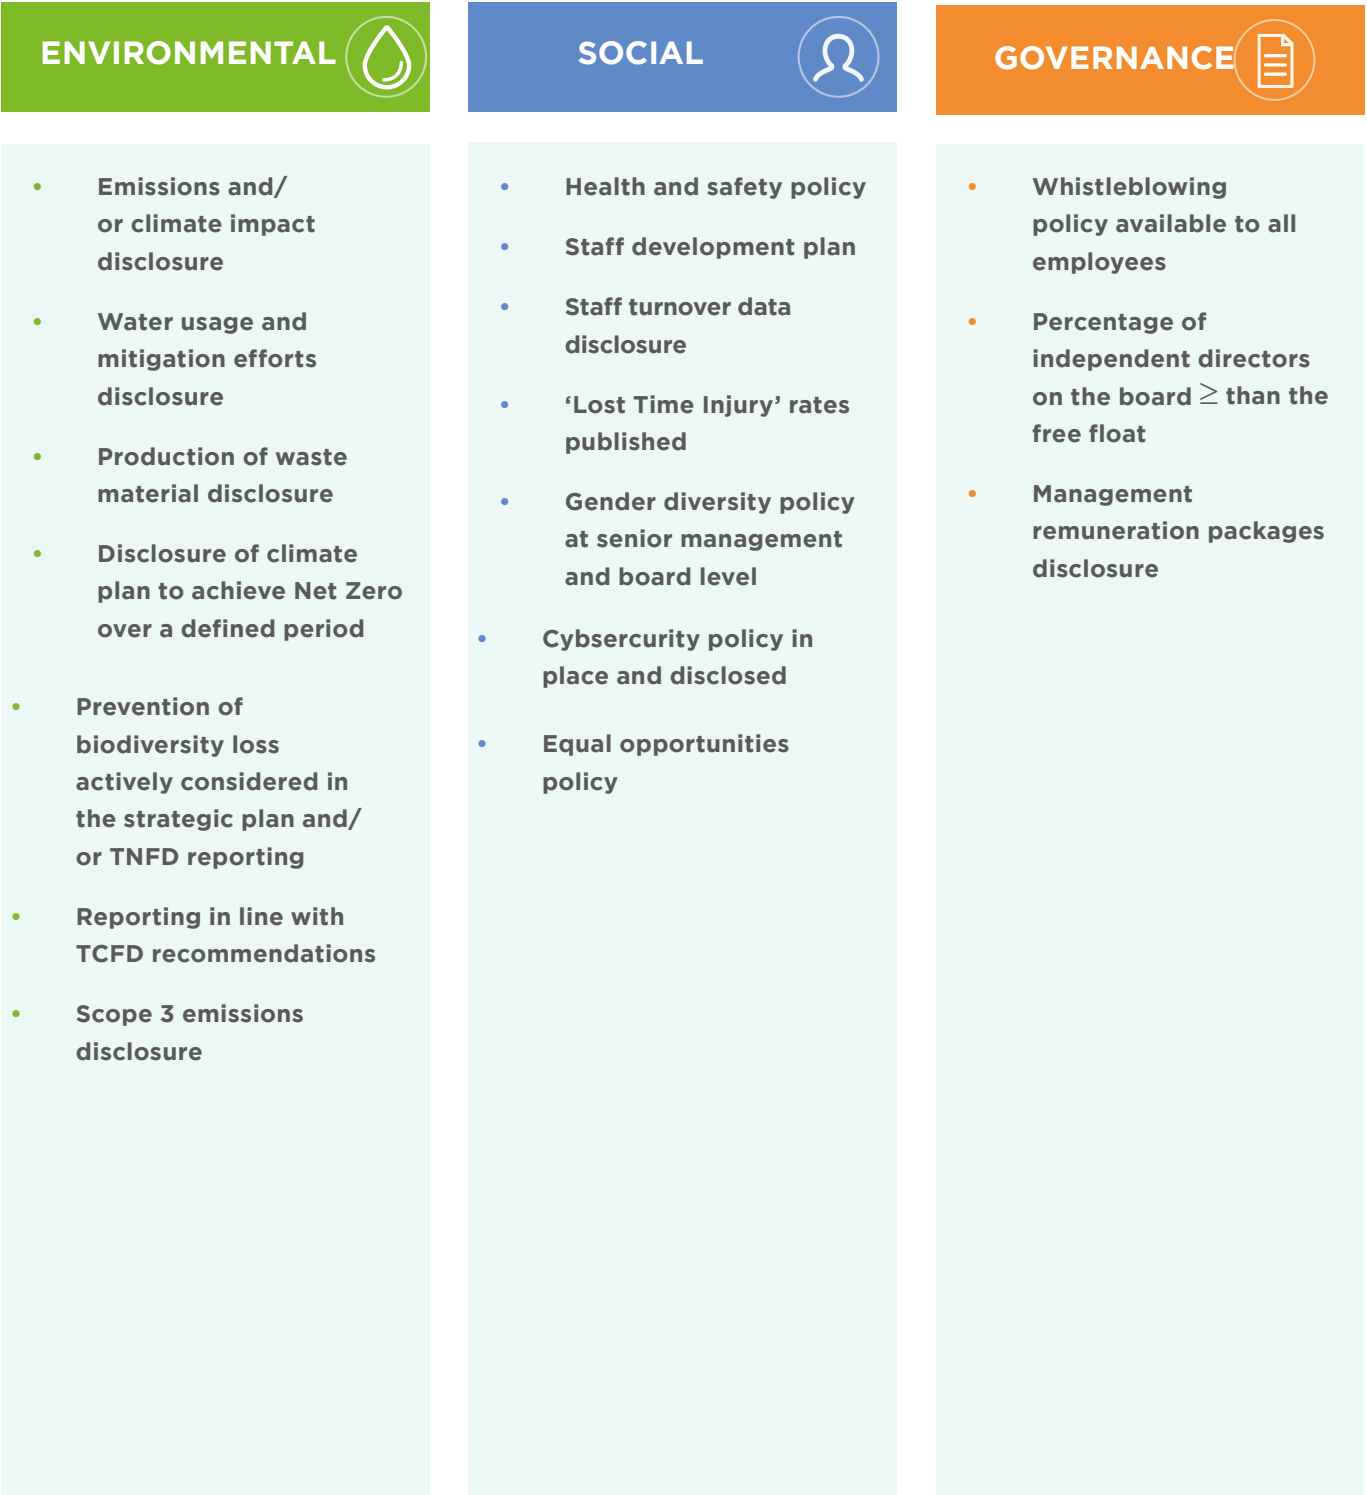 ENVIRONMENTAL
• Emissions and/
or climate impact
disclosure
• Water usage and
mitigation efforts
disclosure
• Production of waste
material disclosure
• Disclosure of climate
plan to achieve Net Zero
over a defined period
• Prevention of
biodiversity loss
actively considered in
the strategic plan and/
or TNFD reporting
• Reporting in line with
TCFD recommendations
• Scope 3 emissions
disclosure
SOCIAL
• Health and safety policy
• Staff development plan
• Staff turnover data
disclosure
• ‘Lost Time Injury’ rates
published
• Gender diversity policy
at senior management
and board level
• Cybsercurity policy in
place and disclosed
• Equal opportunities
policy
GOVERNANCE
• Whistleblowing
policy available to all
employees
• Percentage of
independent directors
on the board ≥ than the
free float
• Management
remuneration packages
disclosure